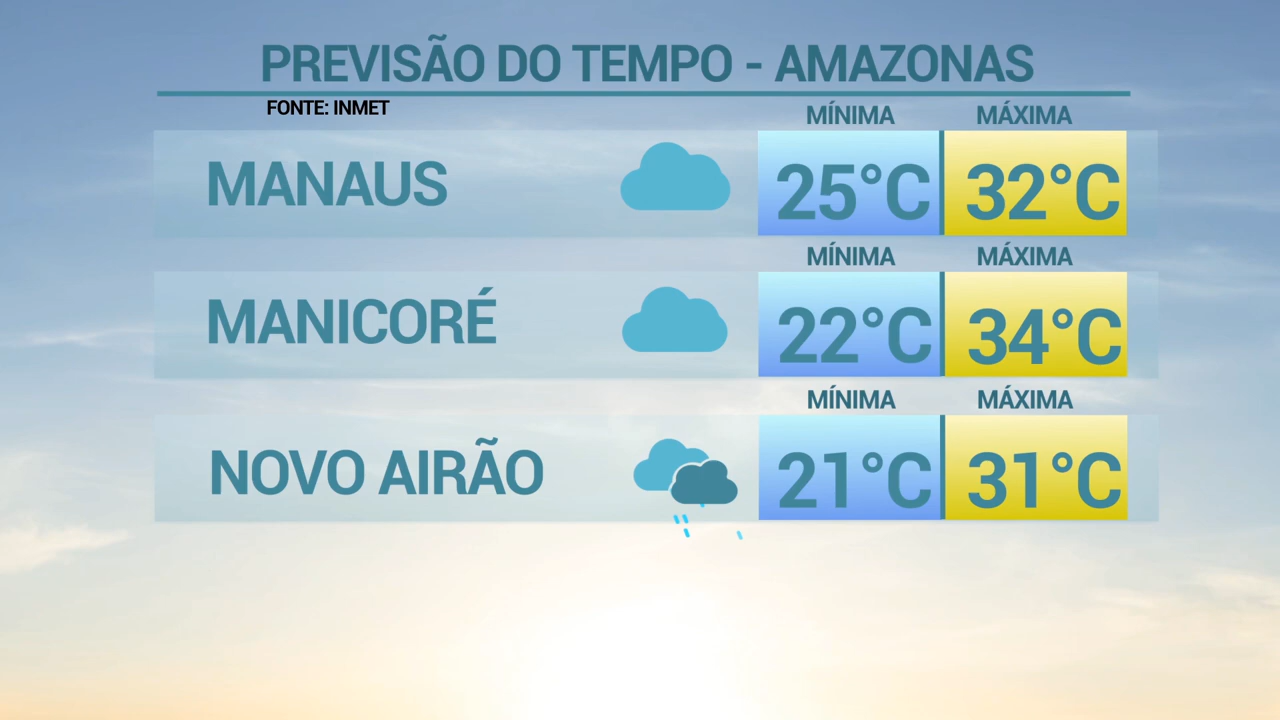 PREVISÃO DO TEMPO - AMAZONAS
FONTE: INMET
MÍNIMA MÁXIMA
MANAUS 25°C 32°C
MÍNIMA MÁXIMA
MANICORÉ 22°C 34°C
MÍNIMA MÁXIMA
NOVO AIRÃO 21°C 31°C